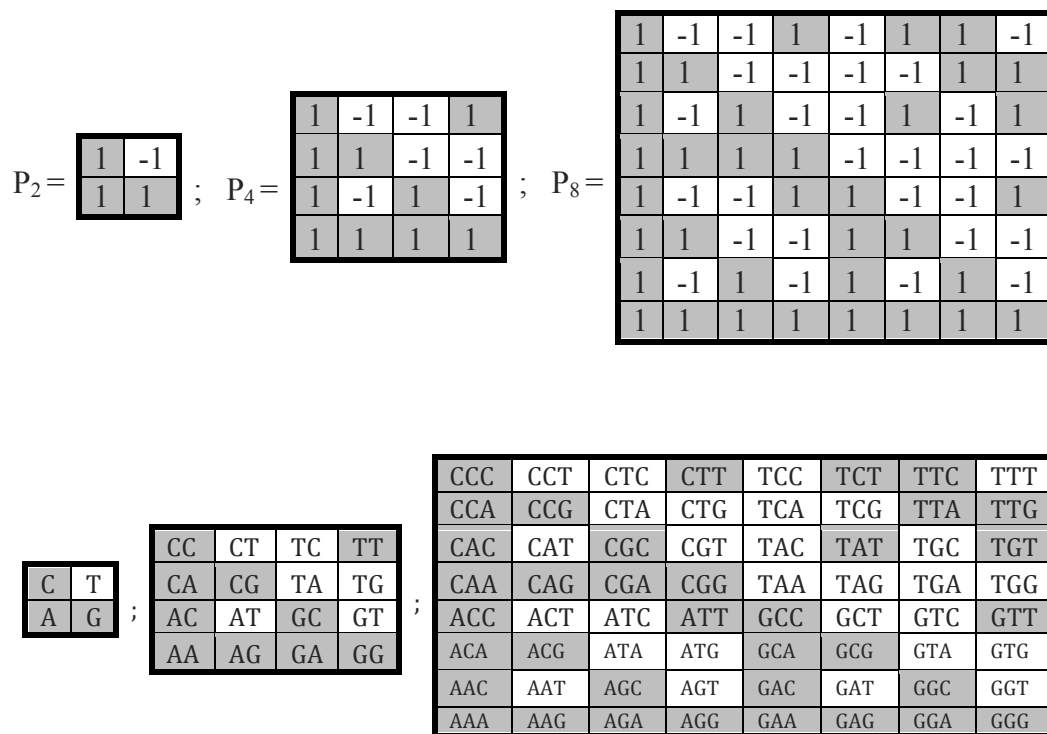 P2 = 1 -1 ; P4 = 1 -1 -1 1 ; P8 = 1 -1 -1 1 -1 1 1 -1
1 1 1 1 -1 -1 1 1 -1 -1 -1 -1 1 1
1 -1 1 -1 1 -1 1 -1 -1 1 -1 1
1 1 1 1 1 1 1 1 -1 -1 -1 -1
1 -1 -1 1 1 -1 -1 1
1 1 -1 -1 1 1 -1 -1
1 -1 1 -1 1 -1 1 -1
1 1 1 1 1 1 1 1
C T ; CC CT TC TT ; CCC CCT CTC CTT TCC TCT TTC TTT
A G CA CG TA TG CCA CCG CTA CTG TCA TCG TTA TTG
AC AT GC GT CAC CAT CGC CGT TAC TAT TGC TGT
AA AG GA GG CAA CAG CGA CGG TAA TAG TGA TGG
ACC ACT ATC ATT GCC GCT GTC GTT
ACA ACG ATA ATG GCA GCG GTA GTG
AAC AAT AGC AGT GAC GAT GGC GGT
AAA AAG AGA AGG GAA GAG GGA GGG